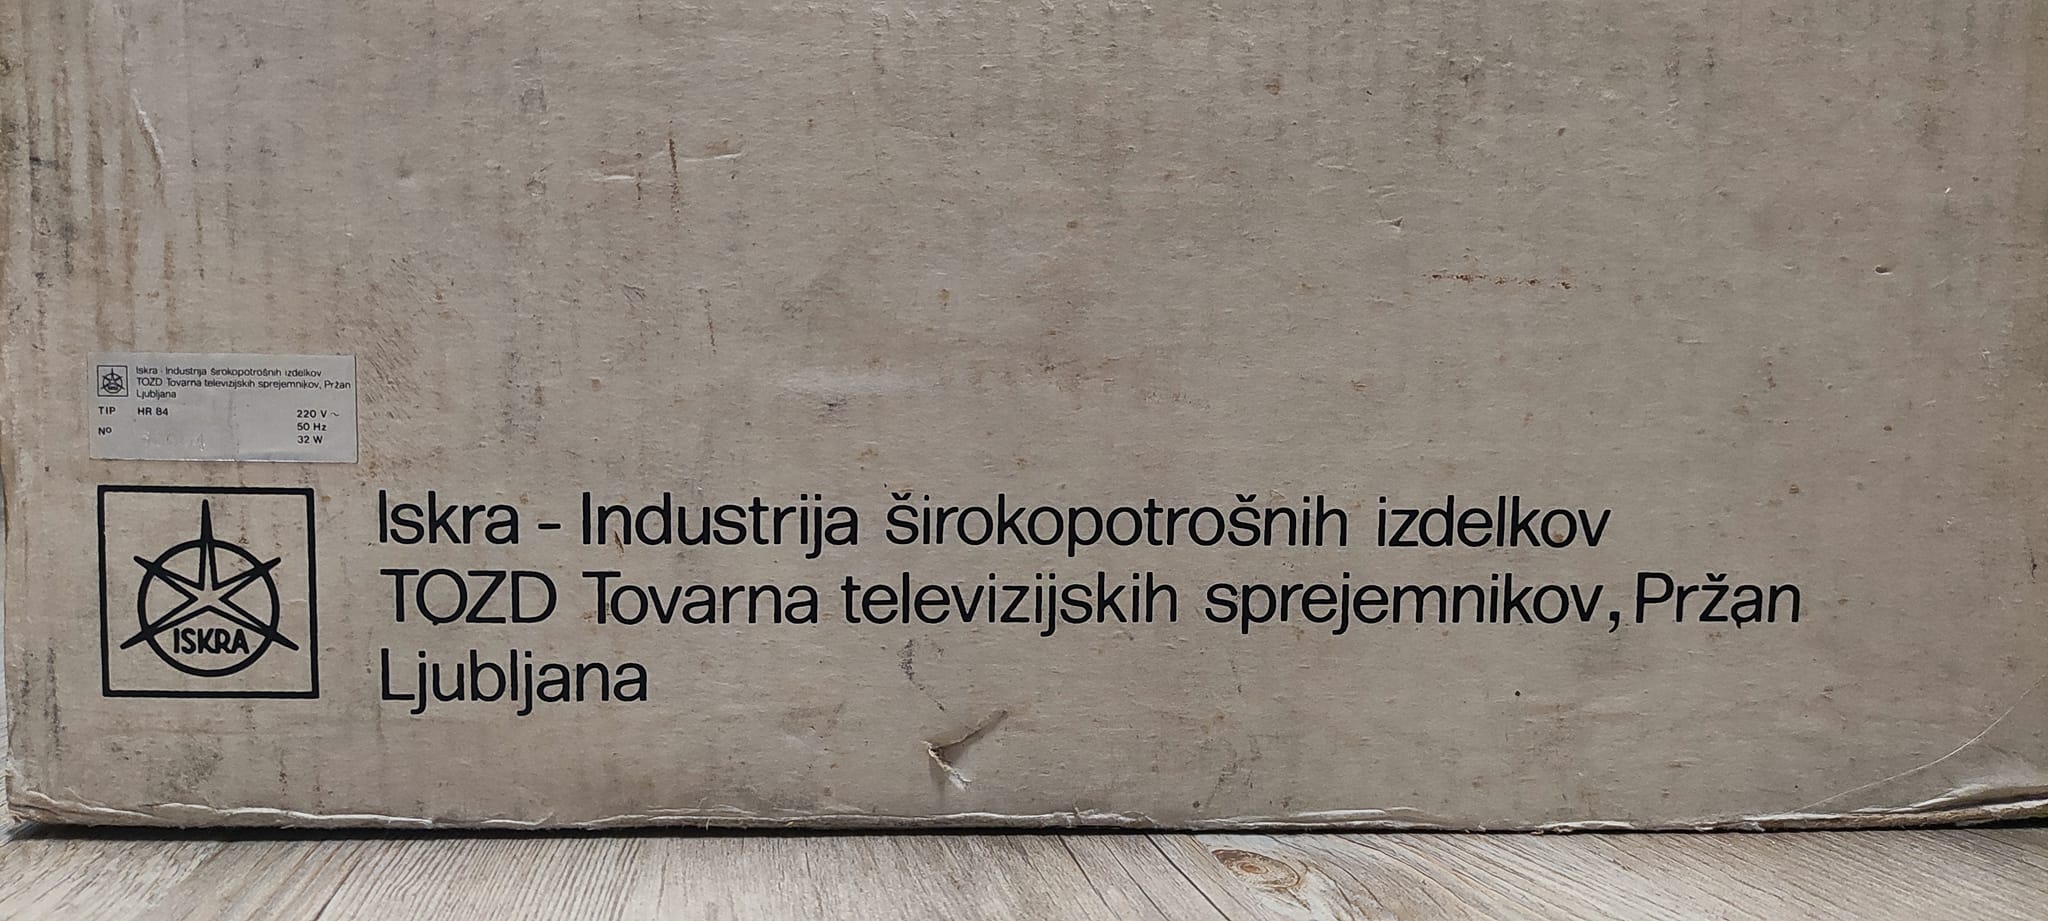 Iskra - Industrija širokopotrošnih izdelkov
TOZD Tovarna televizijskih sprejemnikov, Pržan
Ljubljana
TIP HR 84 220 V ~
50 Hz
Nº
32 W
ISKRA
Iskra - Industrija širokopotrošnih izdelkov
TOZD Tovarna televizijskih sprejemnikov, Pržan
Ljubljana